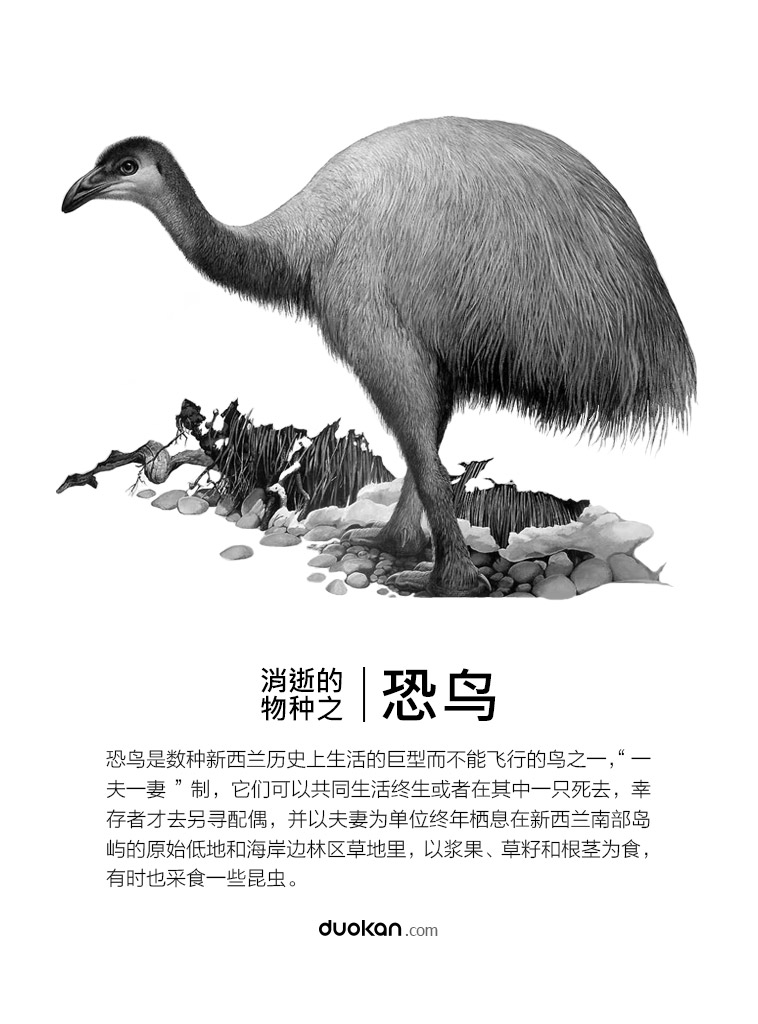 消逝的
物种之
恐鸟
恐鸟是数种新西兰历史上生活的巨型而不能飞行的鸟之一，“一
夫一妻 ”制，它们可以共同生活终生或者在其中一只死去，幸
存者才去另寻配偶，并以夫妻为单位终年栖息在新西兰南部岛
屿的原始低地和海岸边林区草地里，以浆果、草籽和根茎为食，
有时也采食一些昆虫。
duokan.com